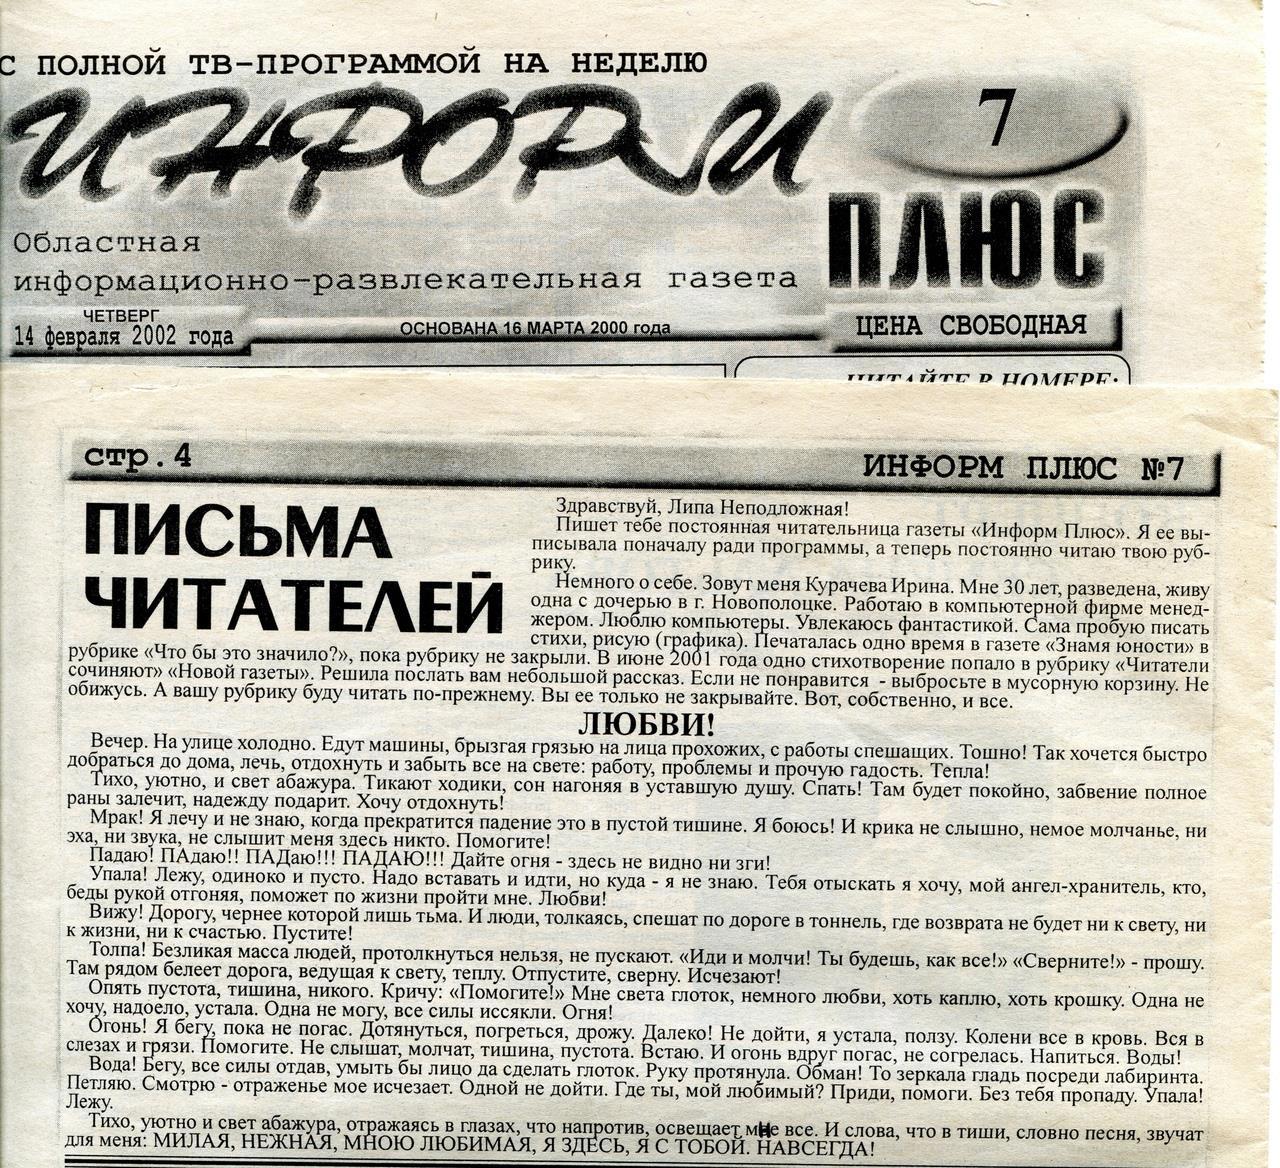 С ПОЛНОЙ ТВ-ПРОГРАММОЙ НА НЕДЕЛЮ
ИНФОРМ
7
ПЛЮС
Областная
информационно-развлекательная газета
ЧЕТВЕРГ
14 февраля 2002 года
ОСНОВАНА 16 МАРТА 2000 года
ЦЕНА СВОБОДНАЯ
ЧИТАЙТЕ В НОМЕРЕ:
стр.4
ИНФОРМ ПЛЮС №7
ПИСЬМА
ЧИТАТЕЛЕЙ
Здравствуй, Липа Неподложная!
Пишет тебе постоянная читательница газеты «Информ Плюс». Я ее вы-
писывала поначалу ради программы, а теперь постоянно читаю твою руб-
рику.
Немного о себе. Зовут меня Курачева Ирина. Мне 30 лет, разведена, живу
одна с дочерью в г. Новополоцке. Работаю в компьютерной фирме менед-
жером. Люблю компьютеры. Увлекаюсь фантастикой. Сама пробую писать
стихи, рисую (графика). Печаталась одно время в газете «Знамя юности» в
рубрике «Что бы это значило?», пока рубрику не закрыли. В июне 2001 года одно стихотворение попало в рубрику «Читатели
сочиняют» «Новой газеты». Решила послать вам небольшой рассказ. Если не понравится - выбросьте в мусорную корзину. Не
обижусь. А вашу рубрику буду читать по-прежнему. Вы ее только не закрывайте. Вот, собственно, и все.
ЛЮБВИ!
Вечер. На улице холодно. Едут машины, брызгая грязью на лица прохожих, с работы спешащих. Тошно! Так хочется быстро
добраться до дома, лечь, отдохнуть и забыть все на свете: работу, проблемы и прочую гадость. Тепла!
Тихо, уютно, и свет абажура. Тикают ходики, сон нагоняя в уставшую душу. Спать! Там будет покойно, забвение полное
раны залечит, надежду подарит. Хочу отдохнуть!
Мрак! Я лечу и не знаю, когда прекратится падение это в пустой тишине. Я боюсь! И крика не слышно, немое молчанье, ни
эха, ни звука, не слышит меня здесь никто. Помогите!
Падаю! ПАдаю!! ПАДаю!!! ПАДАЮ!!! Дайте огня - здесь не видно ни зги!
Упала! Лежу, одиноко и пусто. Надо вставать и идти, но куда - я не знаю. Тебя отыскать я хочу, мой ангел-хранитель, кто,
беды рукой отгоняя, поможет по жизни пройти мне. Любви!
Вижу! Дорогу, чернее которой лишь тьма. И люди, толкаясь, спешат по дороге в тоннель, где возврата не будет ни к свету, ни
к жизни, ни к счастью. Пустите!
Толпа! Безликая масса людей, протолкнуться нельзя, не пускают. «Иди и молчи! Ты будешь, как все!» «Сверните!» - прошу.
Там рядом белеет дорога, ведущая к свету, теплу. Отпустите, сверну. Исчезают!
Опять пустота, тишина, никого. Кричу: «Помогите!» Мне света глоток, немного любви, хоть каплю, хоть крошку. Одна не
хочу, надоело, устала. Одна не могу, все силы иссякли. Огня!
Огонь! Я бегу, пока не погас. Дотянуться, погреться, дрожу. Далеко! Не дойти, я устала, ползу. Колени все в кровь. Вся в
слезах и грязи. Помогите. Не слышат, молчат, тишина, пустота. Встаю. И огонь вдруг погас, не согрелась. Напиться. Воды!
Вода! Бегу, все силы отдав, умыть бы лицо да сделать глоток. Руку протянула. Обман! То зеркала гладь посреди лабиринта.
Петляю. Смотрю - отраженье мое исчезает. Одной не дойти. Где ты, мой любимый? Приди, помоги. Без тебя пропаду. Упала!
Лежу.
Тихо, уютно и свет абажура, отражаясь в глазах, что напротив, освещает мне все. И слова, что в тиши, словно песня, звучат
для меня: МИЛАЯ, НЕЖНАЯ, МНОЮ ЛЮБИМАЯ, Я ЗДЕСЬ, Я С ТОБОЙ. НАВСЕГДА!